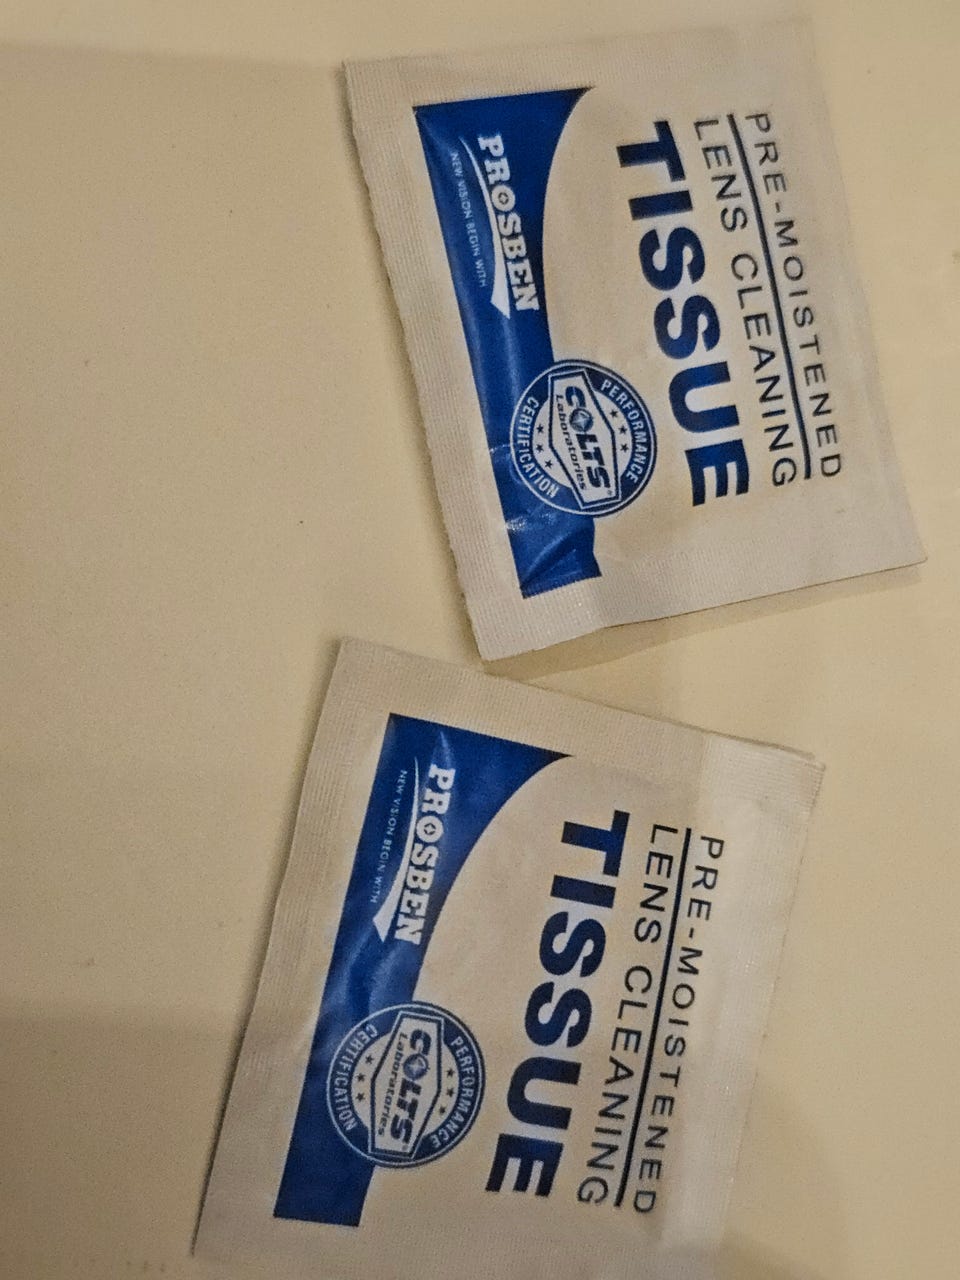 PRE-MOISTENED
LENS CLEANING
TISSUE
PROSBEN
NEW VISION BEGIN WITH
PERFORMANCE
COLTS®
Laboratories
CERTIFICATION
PRE-MOISTENED
LENS CLEANING
TISSUE
PROSBEN
NEW VISION BEGIN WITH
PERFORMANCE
COLTS®
Laboratories
CERTIFICATION